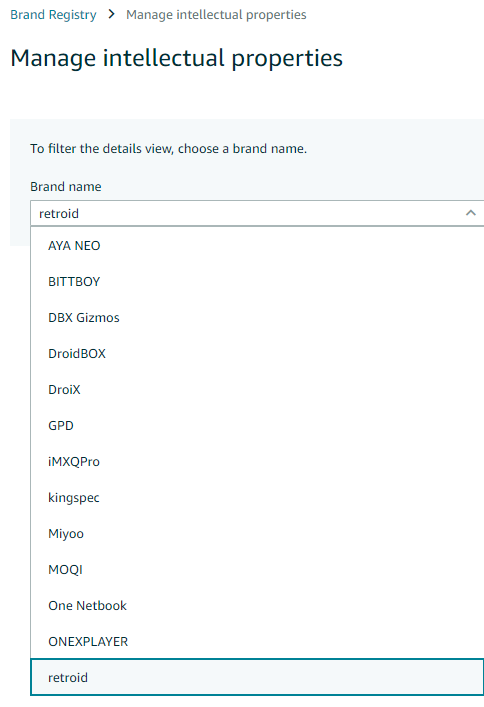 Brand Registry > Manage intellectual properties
Manage intellectual properties
To filter the details view, choose a brand name.
Brand name
retroid
AYA NEO
BITTBOY
DBX Gizmos
DroidBOX
DroiX
GPD
iMXQPro
kingspec
Miyoo
MOQI
One Netbook
ONEXPLAYER
retroid